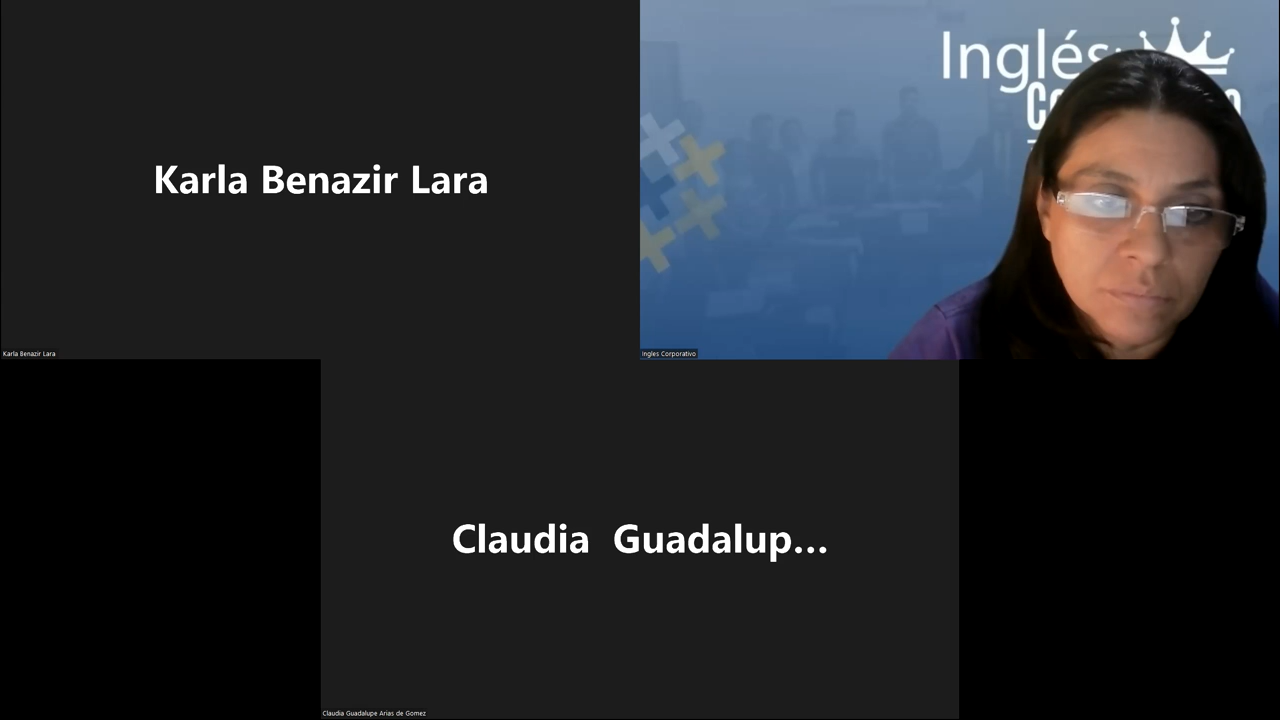 Karla Benazir Lara
Karla Benazir Lara
Inglés
Ingles Corporativo
Claudia Guadalup...
Claudia Guadalupe Arias de Gomez